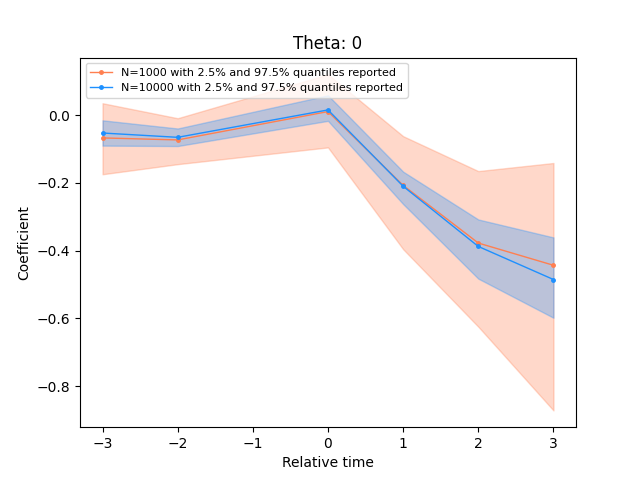 Theta: 0
N=1000 with 2.5% and 97.5% quantiles reported
N=10000 with 2.5% and 97.5% quantiles reported
0.0
−0.2
−0.4
−0.6
−0.8
Coefficient
−3 −2 −1 0 1 2 3
Relative time